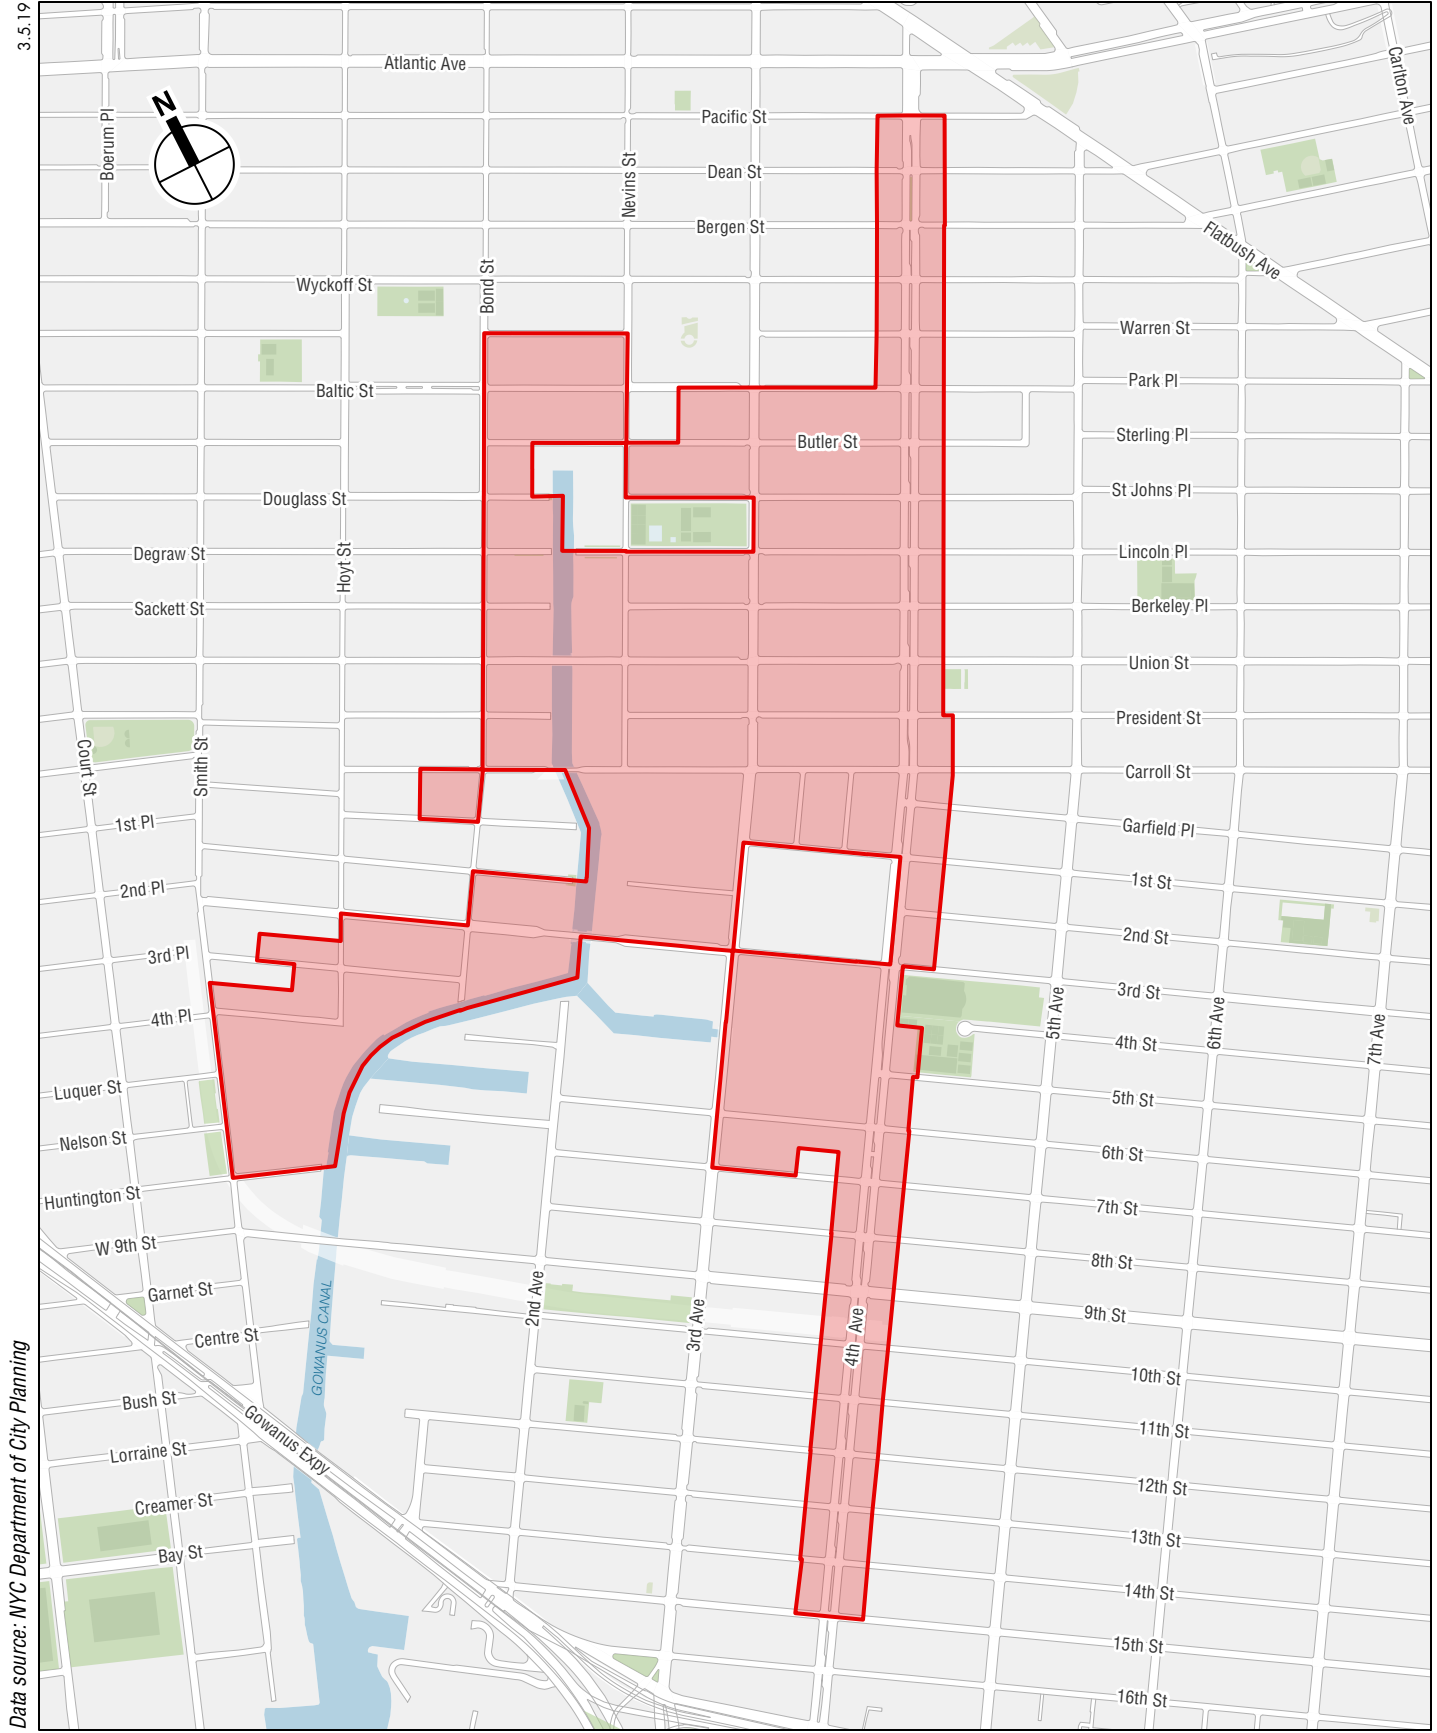 3.5.19
Atlantic Ave
Carlton Ave
N
Boerum Pl
Pacific St
Dean St
Nevins St
Bergen St
Flatbush Ave
Wyckoff St
Bond St
Warren St
Baltic St
Park Pl
Butler St
Sterling Pl
Douglass St
St Johns Pl
Degraw St
Hoyt St
Lincoln Pl
Sackett St
Berkeley Pl
Union St
President St
Court St
Smith St
Carroll St
1st Pl
Garfield Pl
2nd Pl
1st St
2nd St
3rd Pl
3rd St
4th Pl
5th Ave
6th Ave
7th Ave
4th St
Luquer St
5th St
Nelson St
6th St
Huntington St
7th St
W 9th St
8th St
Garnet St
2nd Ave
3rd Ave
4th Ave
9th St
Centre St
GOWANUS CANAL
10th St
Bush St
Gowanus Expy
11th St
Lorraine St
12th St
Creamer St
13th St
Bay St
14th St
15th St
16th St
Data source: NYC Department of City Planning